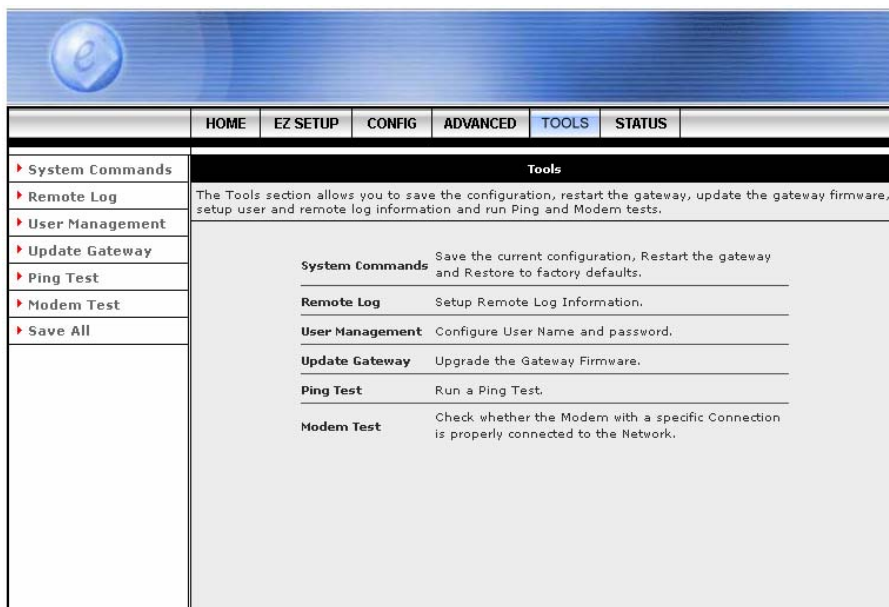 e
HOME EZ SETUP CONFIG ADVANCED TOOLS STATUS
System Commands
Remote Log
User Management
Update Gateway
Ping Test
Modem Test
Save All
Tools
The Tools section allows you to save the configuration, restart the gateway, update the gateway firmware,
setup user and remote log information and run Ping and Modem tests.
System Commands Save the current configuration, Restart the gateway
and Restore to factory defaults.
Remote Log Setup Remote Log Information.
User Management Configure User Name and password.
Update Gateway Upgrade the Gateway Firmware.
Ping Test Run a Ping Test.
Modem Test Check whether the Modem with a specific Connection
is properly connected to the Network.